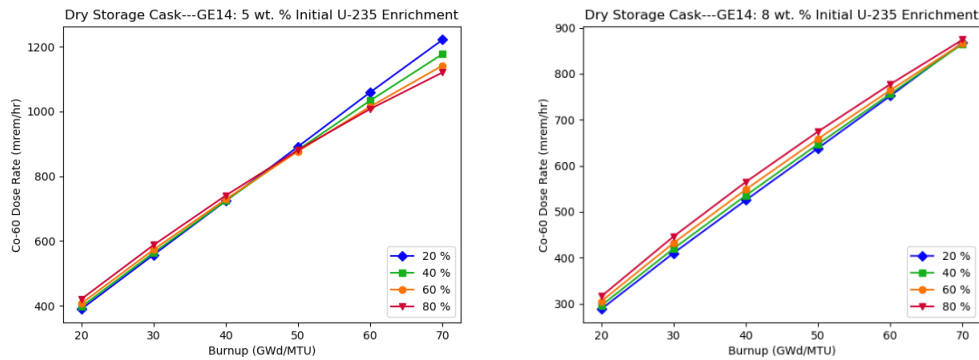 Dry Storage Cask---GE14: 5 wt. % Initial U-235 Enrichment
Co-60 Dose Rate (mrem/hr)
1200
1000
800
600
400
20 %
40 %
60 %
80 %
20 30 40 50 60 70
Burnup (GWd/MTU)
Dry Storage Cask---GE14: 8 wt. % Initial U-235 Enrichment
Co-60 Dose Rate (mrem/hr)
900
800
700
600
500
400
300
20 %
40 %
60 %
80 %
20 30 40 50 60 70
Burnup (GWd/MTU)